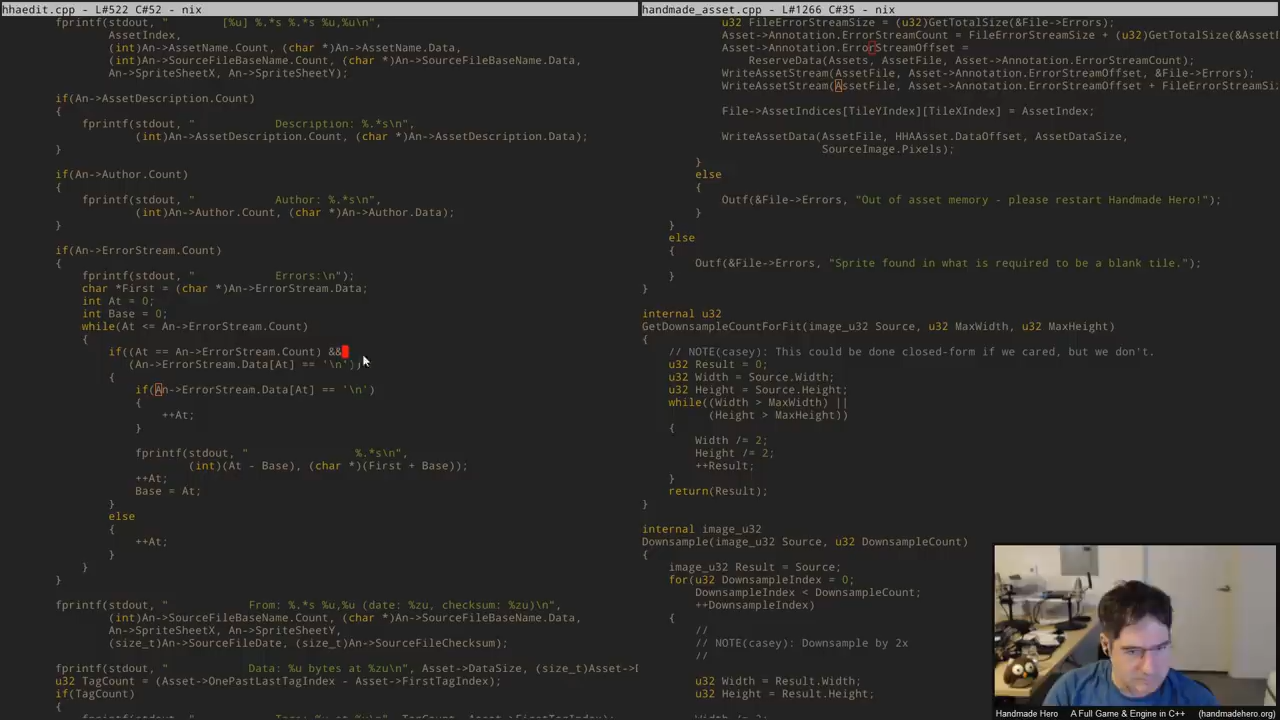 hhaedit.cpp - L#522 C#52 - nix
fprintf(stdout, "      [%u] %.*s %.*s %u,%u\n",
AssetIndex,
(int)An->AssetName.Count, (char *)An->AssetName.Data,
(int)An->SourceFileBaseName.Count, (char *)An->SourceFileBaseName.Data,
An->SpriteSheetX, An->SpriteSheetY);
if(An->AssetDescription.Count)
{
fprintf(stdout, "            Description: %.*s\n",
(int)An->AssetDescription.Count, (char *)An->AssetDescription.Data);
}
if(An->Author.Count)
{
fprintf(stdout, "            Author: %.*s\n",
(int)An->Author.Count, (char *)An->Author.Data);
}
if(An->ErrorStream.Count)
{
fprintf(stdout, "            Errors:\n");
char *First = (char *)An->ErrorStream.Data;
int At = 0;
int Base = 0;
while(At <= An->ErrorStream.Count)
{
if((At == An->ErrorStream.Count) &&
(An->ErrorStream.Data[At] == '\n'))
{
if(An->ErrorStream.Data[At] == '\n')
{
++At;
}
fprintf(stdout, "                %.*s\n",
(int)(At - Base), (char *)(First + Base));
++At;
Base = At;
}
else
{
++At;
}
}
}
fprintf(stdout, "            From: %.*s %u,%u (date: %zu, checksum: %zu)\n",
(int)An->SourceFileBaseName.Count, (char *)An->SourceFileBaseName.Data,
An->SpriteSheetX, An->SpriteSheetY,
(size_t)An->SourceFileDate, (size_t)An->SourceFileChecksum);
fprintf(stdout, "            Data: %u bytes at %zu\n", Asset->DataSize, (size_t)Asset->D
u32 TagCount = (Asset->OnePastLastTagIndex - Asset->FirstTagIndex);
if(TagCount)
{
handmade_asset.cpp - L#1266 C#35 - nix
u32 FileErrorStreamSize = (u32)GetTotalSize(&File->Errors);
Asset->Annotation.ErrorStreamCount = FileErrorStreamSize + (u32)GetTotalSize(&Asset
Asset->Annotation.ErrorStreamOffset =
ReserveData(Assets, AssetFile, Asset->Annotation.ErrorStreamCount);
WriteAssetStream(AssetFile, Asset->Annotation.ErrorStreamOffset, &File->Errors);
WriteAssetStream(AssetFile, Asset->Annotation.ErrorStreamOffset + FileErrorStreamSi
File->AssetIndices[TileYIndex][TileXIndex] = AssetIndex;
WriteAssetData(AssetFile, HHAAsset.DataOffset, AssetDataSize,
SourceImage.Pixels);
}
else
{
Outf(&File->Errors, "Out of asset memory - please restart Handmade Hero!");
}
}
else
{
Outf(&File->Errors, "Sprite found in what is required to be a blank tile.");
}
}
internal u32
GetDownsampleCountForFit(image_u32 Source, u32 MaxWidth, u32 MaxHeight)
{
// NOTE(casey): This could be done closed-form if we cared, but we don't.
u32 Result = 0;
u32 Width = Source.Width;
u32 Height = Source.Height;
while((Width > MaxWidth) ||
(Height > MaxHeight))
{
Width /= 2;
Height /= 2;
++Result;
}
return(Result);
}
internal image_u32
Downsample(image_u32 Source, u32 DownsampleCount)
{
image_u32 Result = Source;
for(u32 DownsampleIndex = 0;
DownsampleIndex < DownsampleCount;
++DownsampleIndex)
{
//
// NOTE(casey): Downsample by 2x
//
u32 Width = Result.Width;
u32 Height = Result.Height;
Handmade Hero A Full Game & Engine in C++ (handmadehero.org)